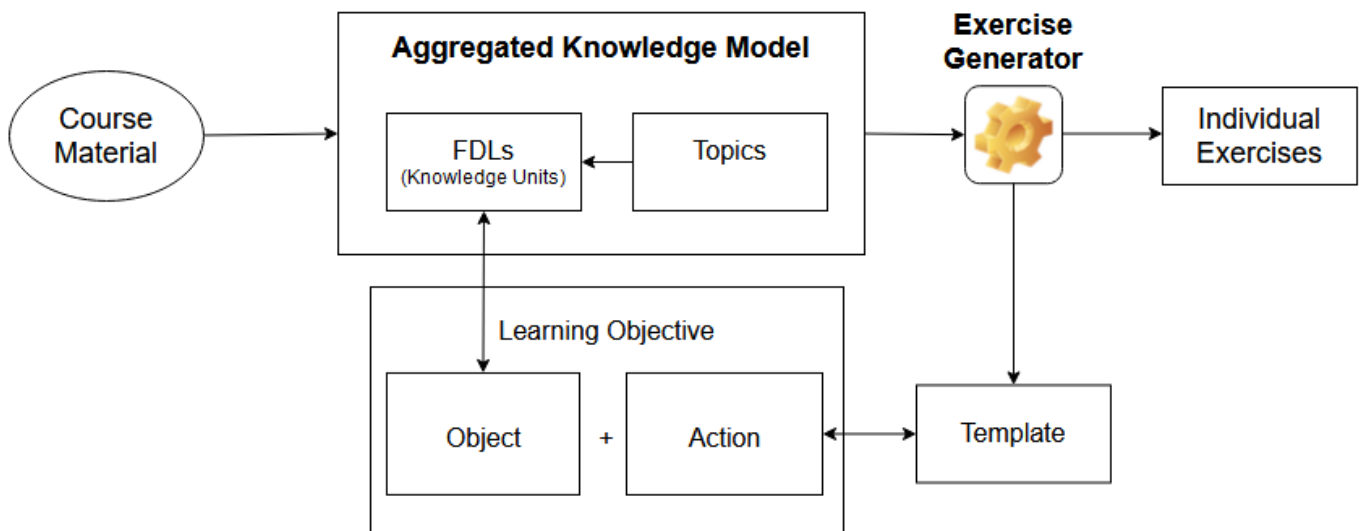 Aggregated Knowledge Model
Exercise
Generator
Course
Material
FDLs
(Knowledge Units)
Topics
Individual
Exercises
Learning Objective
Object
+
Action
Template